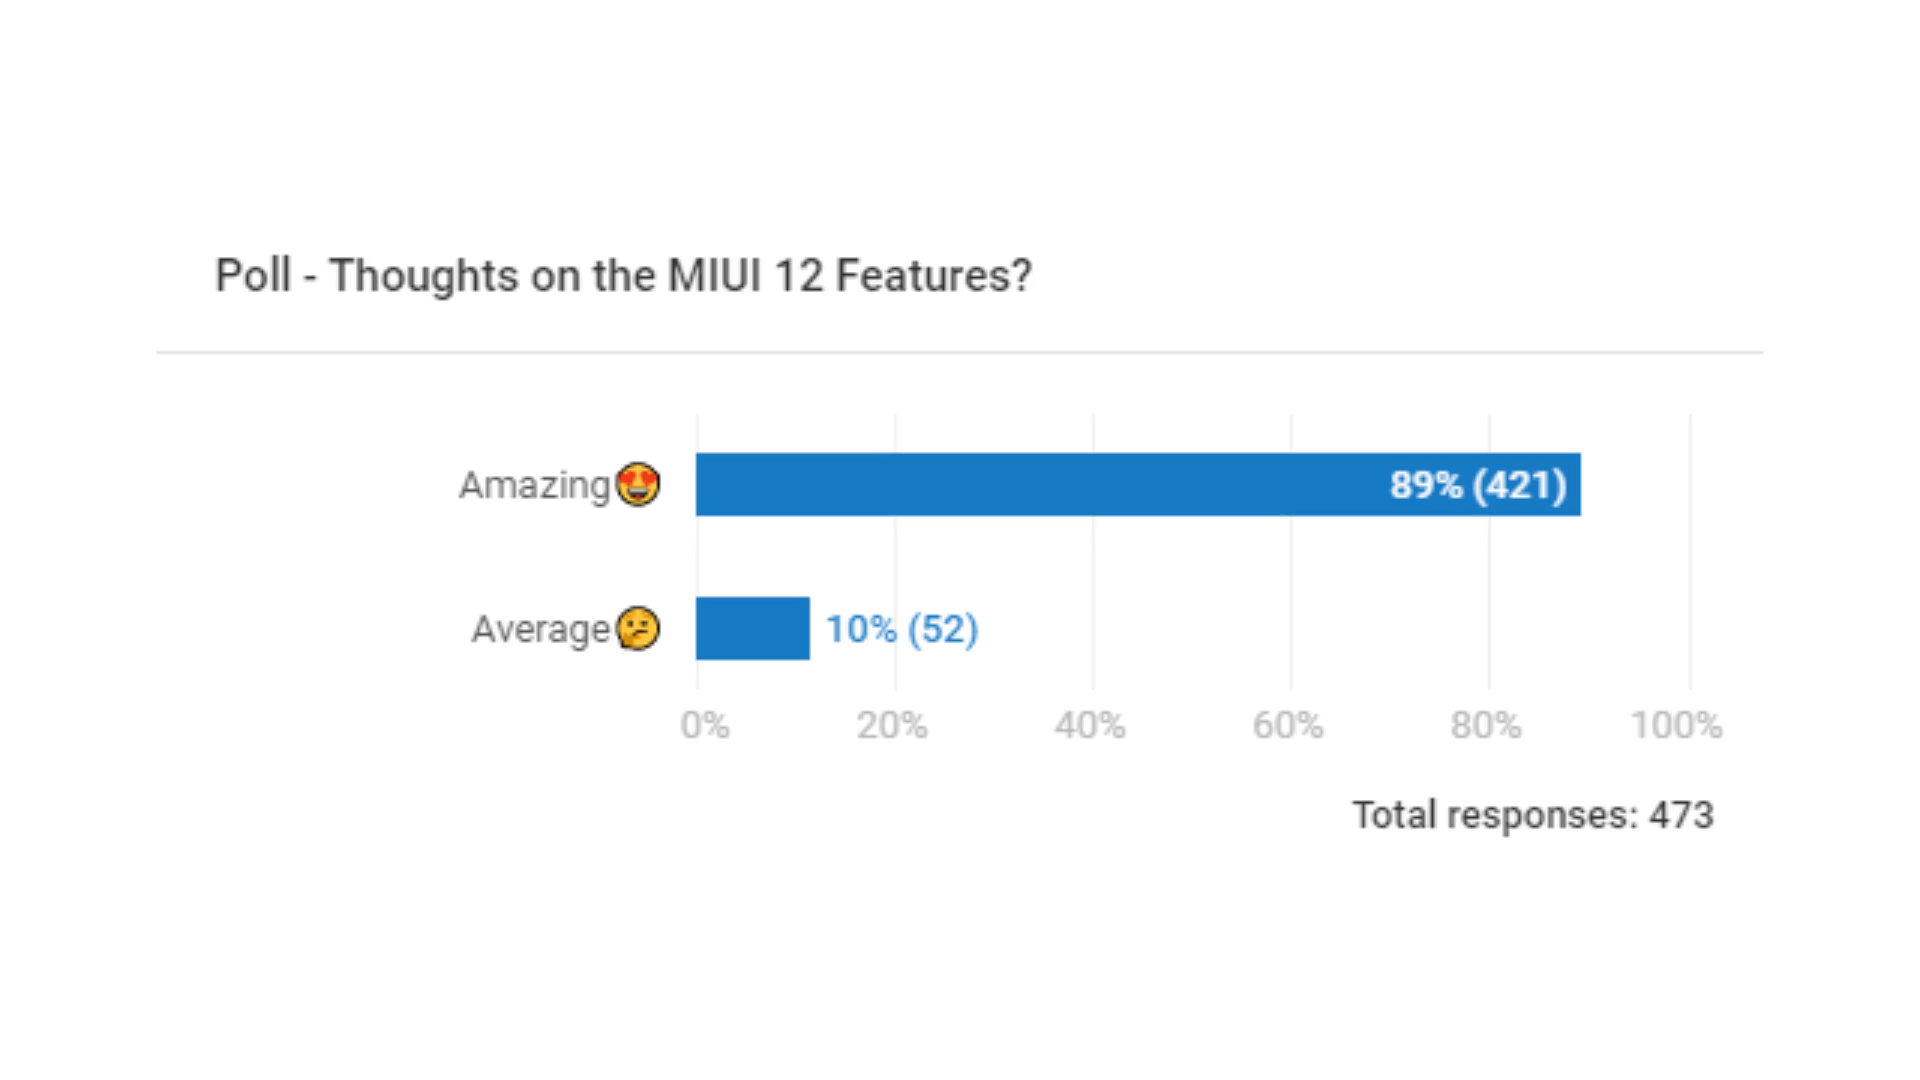 Poll - Thoughts on the MIUI 12 Features?
Amazing😍 89% (421)
Average🤔 10% (52)
0% 20% 40% 60% 80% 100%
Total responses: 473